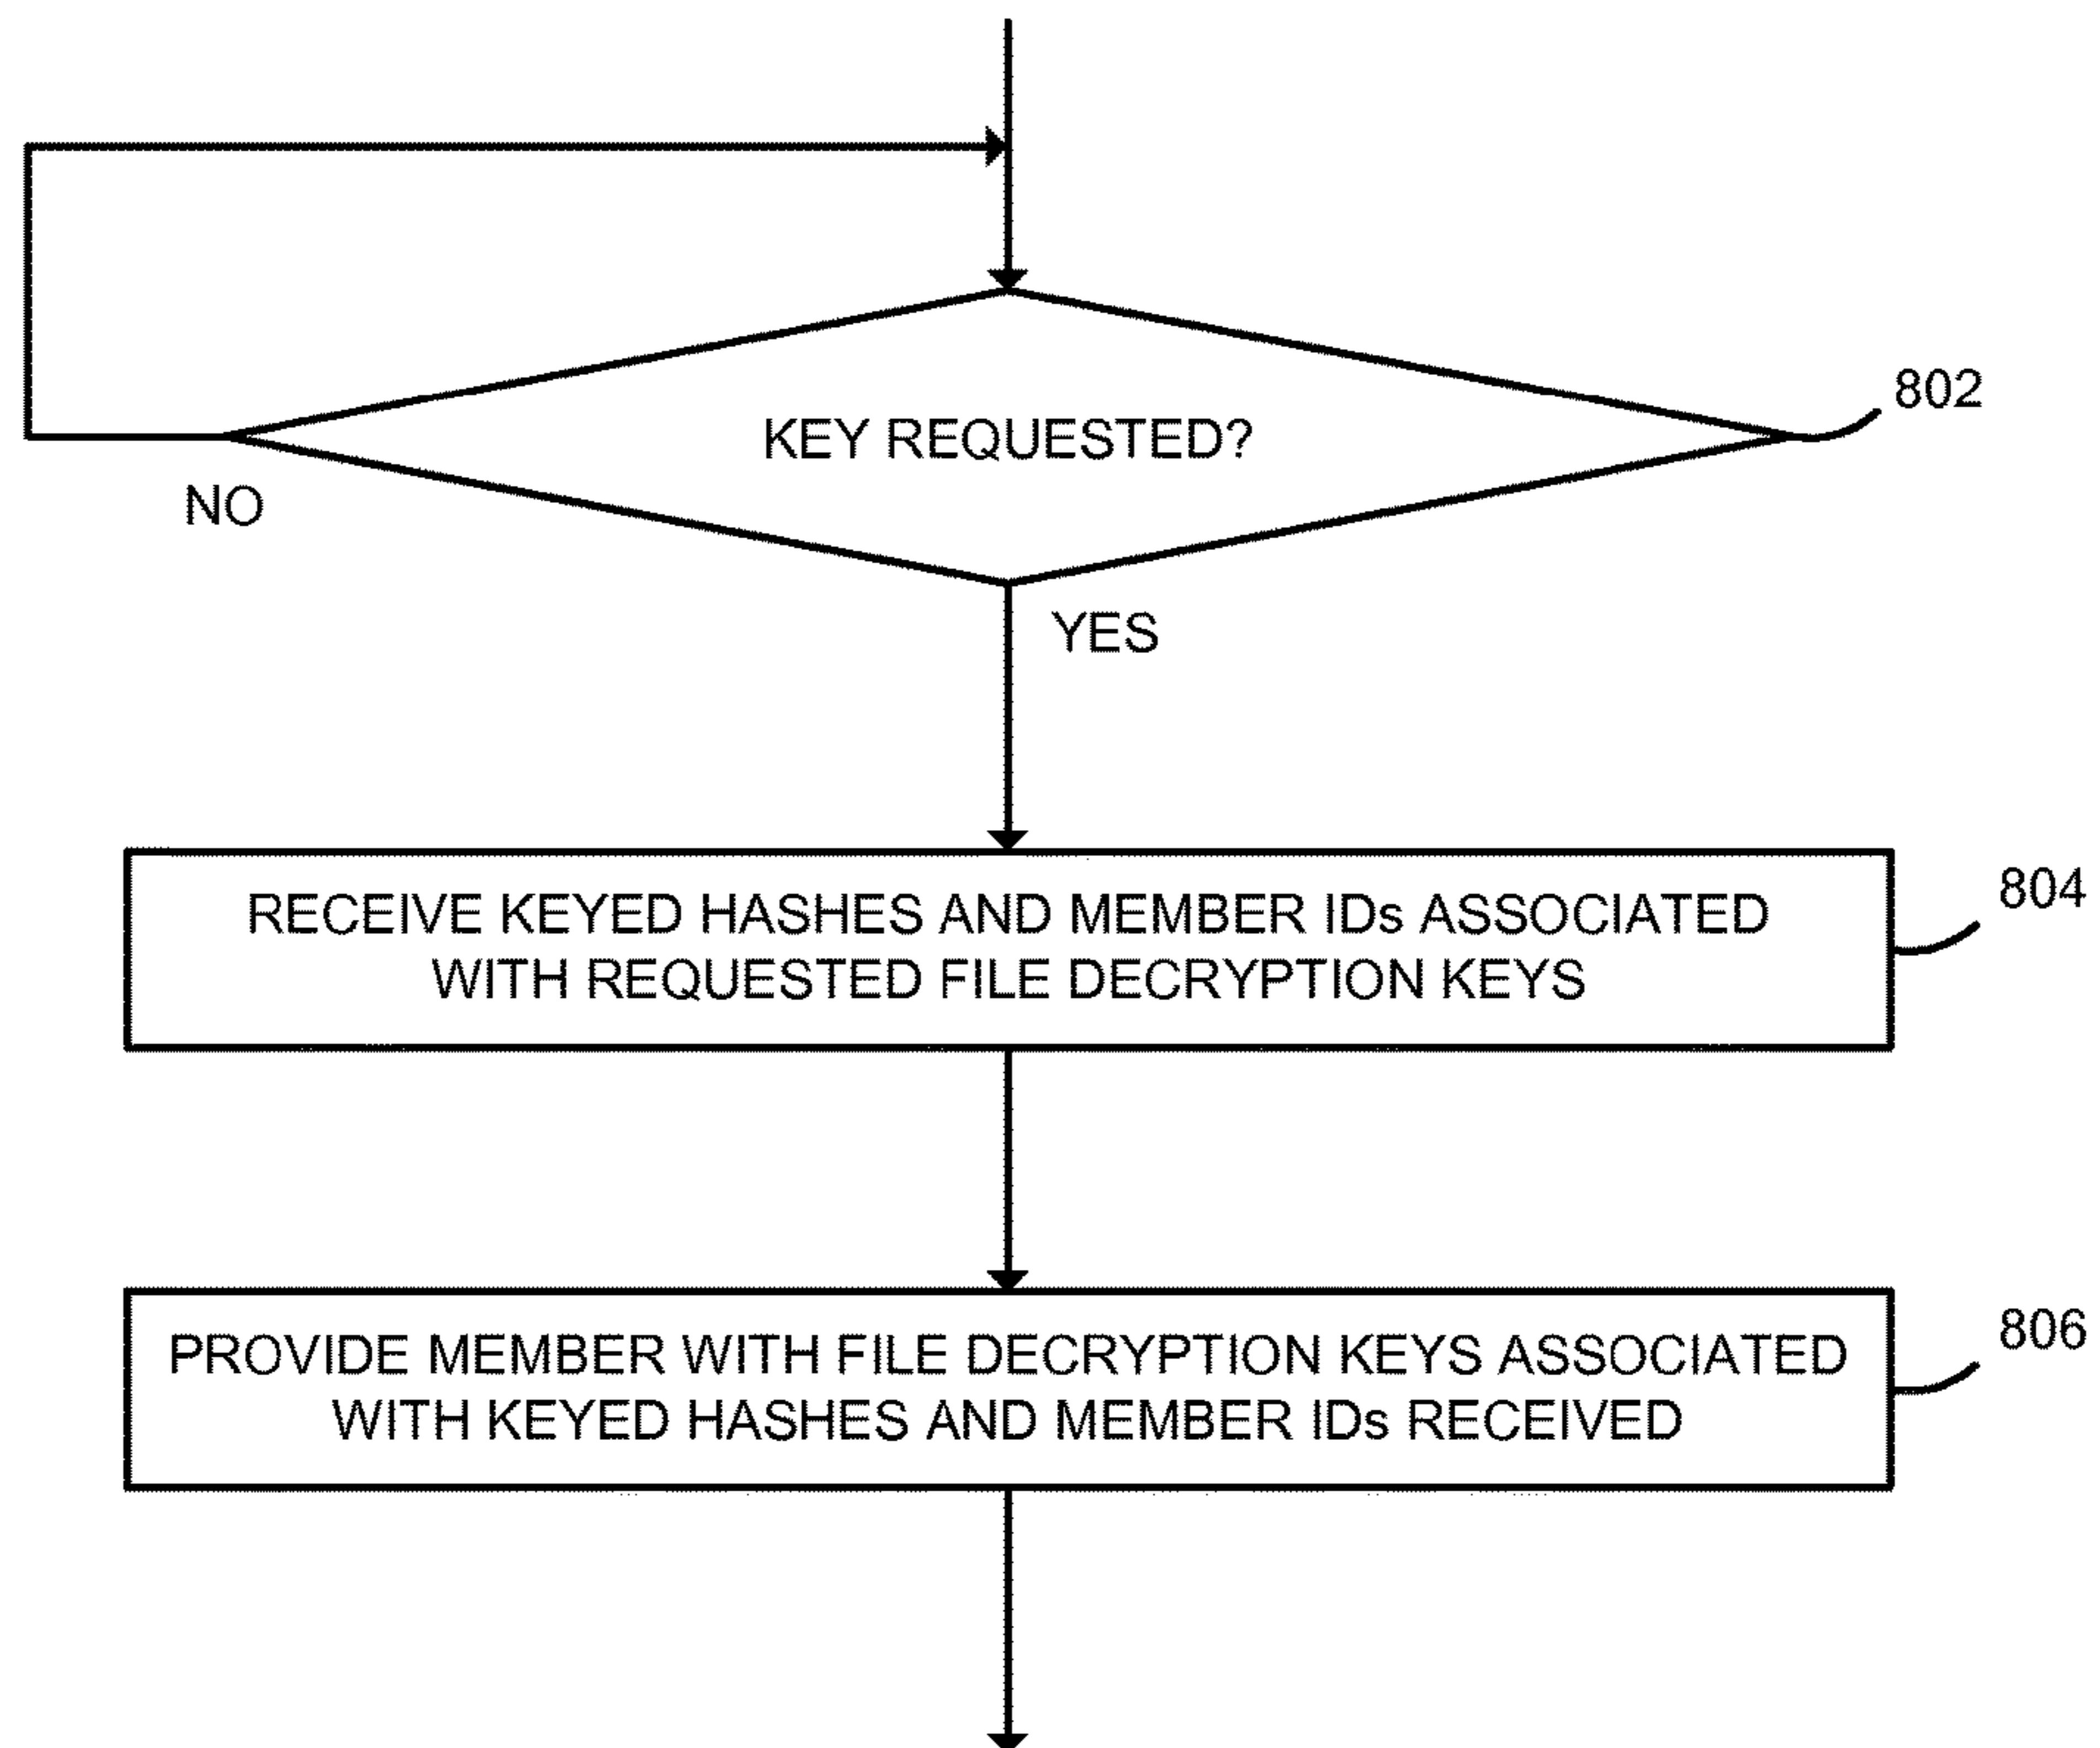 802
KEY REQUESTED?
NO
YES
804
RECEIVE KEYED HASHES AND MEMBER IDs ASSOCIATED
WITH REQUESTED FILE DECRYPTION KEYS
806
PROVIDE MEMBER WITH FILE DECRYPTION KEYS ASSOCIATED
WITH KEYED HASHES AND MEMBER IDs RECEIVED